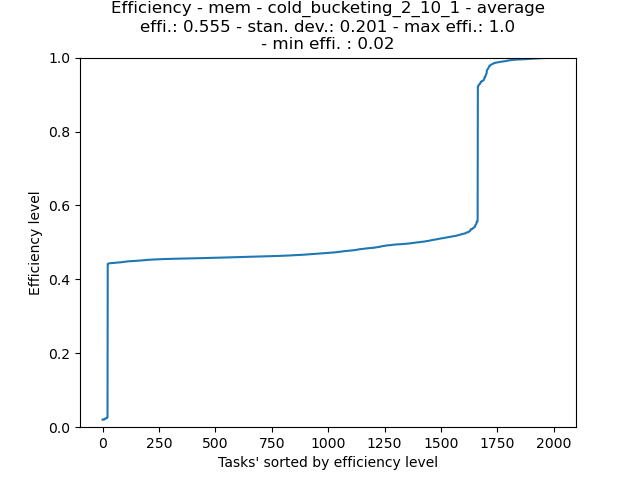 Efficiency - mem - cold_bucketing_2_10_1 - average
effi.: 0.555 - stan. dev.: 0.201 - max effi.: 1.0
- min effi. : 0.02
1.0
0.8
0.6
0.4
0.2
0.0
Efficiency level
0 250 500 750 1000 1250 1500 1750 2000
Tasks' sorted by efficiency level